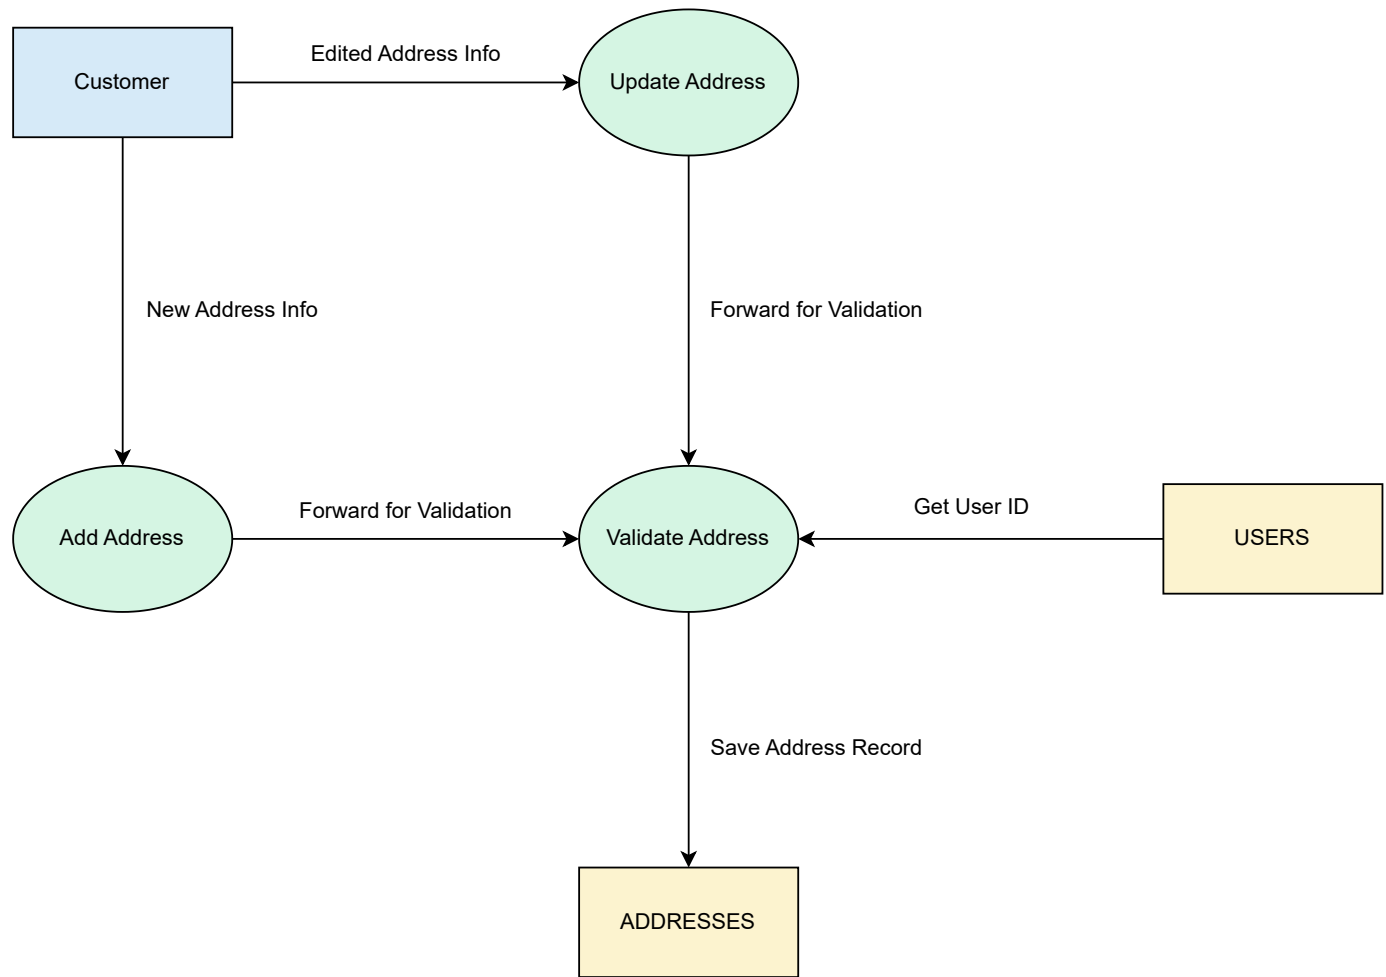 Edited Address Info
Customer
Update Address
New Address Info
Forward for Validation
Forward for Validation
Get User ID
Add Address
Validate Address
USERS
Save Address Record
ADDRESSES